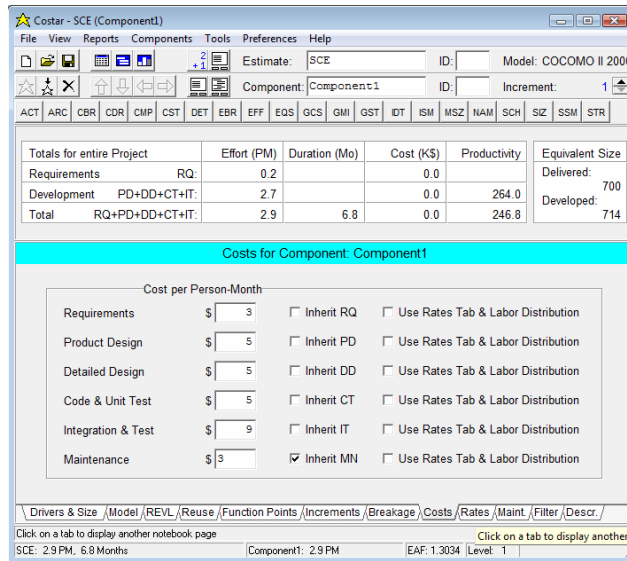 Costar - SCE (Component1)
File View Reports Components Tools Preferences Help
2 +1 Estimate: SCE ID: Model: COCOMO II 200
Component: Component1 ID: Increment: 1
ACT ARC CBR CDR CMP CST DET EBR EFF EQS GCS GMI GST IDT ISM MSZ NAM SCH SIZ SSM STR
Totals for entire Project Effort (PM) Duration (Mo) Cost (K$) Productivity Equivalent Size
Requirements RQ: 0.2 0.0 Delivered: 700
Development PD+DD+CT+IT: 2.7 0.0 264.0 Developed:
Total RQ+PD+DD+CT+IT: 2.9 6.8 0.0 246.8 714
Costs for Component: Component1
Cost per Person-Month
Requirements $ 3 Inherit RQ Use Rates Tab & Labor Distribution
Product Design $ 5 Inherit PD Use Rates Tab & Labor Distribution
Detailed Design $ 5 Inherit DD Use Rates Tab & Labor Distribution
Code & Unit Test $ 5 Inherit CT Use Rates Tab & Labor Distribution
Integration & Test $ 9 Inherit IT Use Rates Tab & Labor Distribution
Maintenance $ 3 Inherit MN Use Rates Tab & Labor Distribution
Drivers & Size Model REVL Reuse Function Points Increments Breakage Costs Rates Maint. Filter Descr.
Click on a tab to display another notebook page Click on a tab to display another
SCE: 2.9 PM, 6.8 Months Component1: 2.9 PM EAF: 1.3034 Level: 1